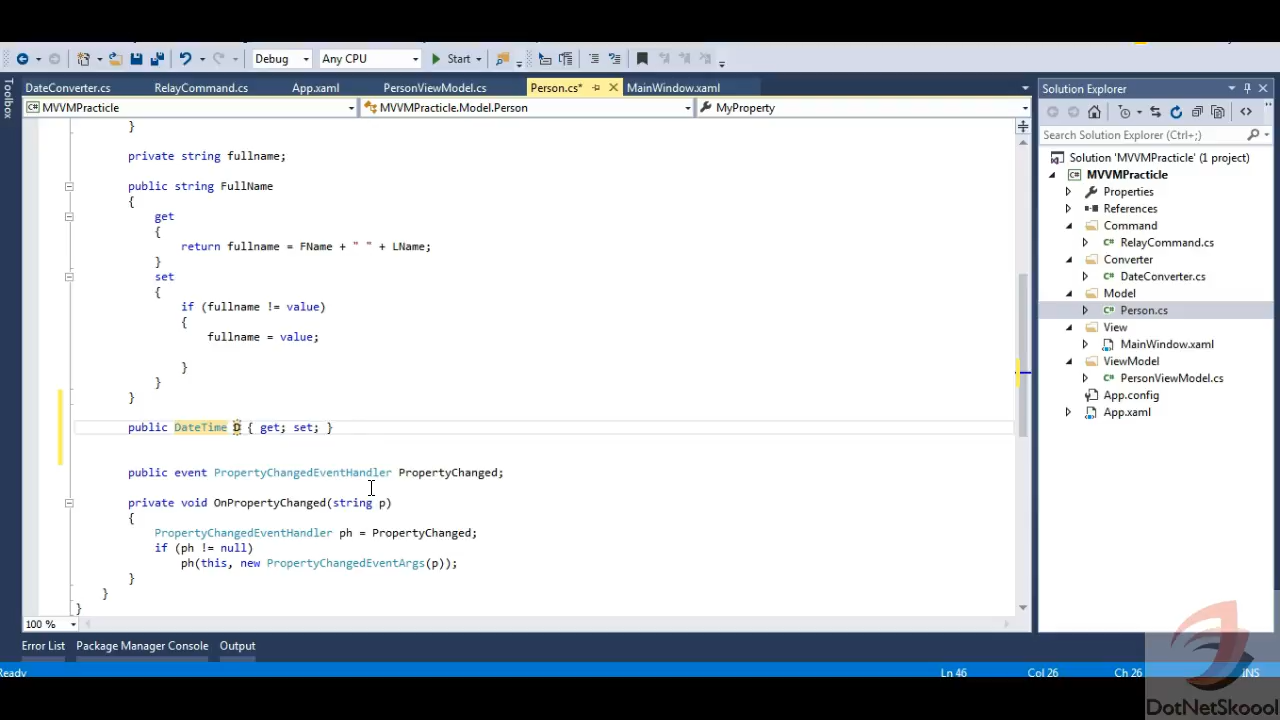 Debug
Any CPU
Start
DateConverter.cs
RelayCommand.cs
App.xaml
PersonViewModel.cs
Person.cs*
MainWindow.xaml
Solution Explorer
Toolbox
MVVMPracticle
MVVMPracticle.Model.Person
MyProperty
Search Solution Explorer (Ctrl+;)
Solution 'MVVMPracticle' (1 project)
MVVMPracticle
Properties
References
Command
RelayCommand.cs
Converter
DateConverter.cs
Model
Person.cs
View
MainWindow.xaml
ViewModel
PersonViewModel.cs
App.config
App.xaml
}
private string fullname;
public string FullName
{
get
{
return fullname = FName + " " + LName;
}
set
{
if (fullname != value)
{
fullname = value;
}
}
}
public DateTime D { get; set; }
public event PropertyChangedEventHandler PropertyChanged;
private void OnPropertyChanged(string p)
{
PropertyChangedEventHandler ph = PropertyChanged;
if (ph != null)
ph(this, new PropertyChangedEventArgs(p));
}
}
}
100 %
Error List
Package Manager Console
Output
Ready
Ln 46
Col 26
Ch 26
INS
DotNetSkoool